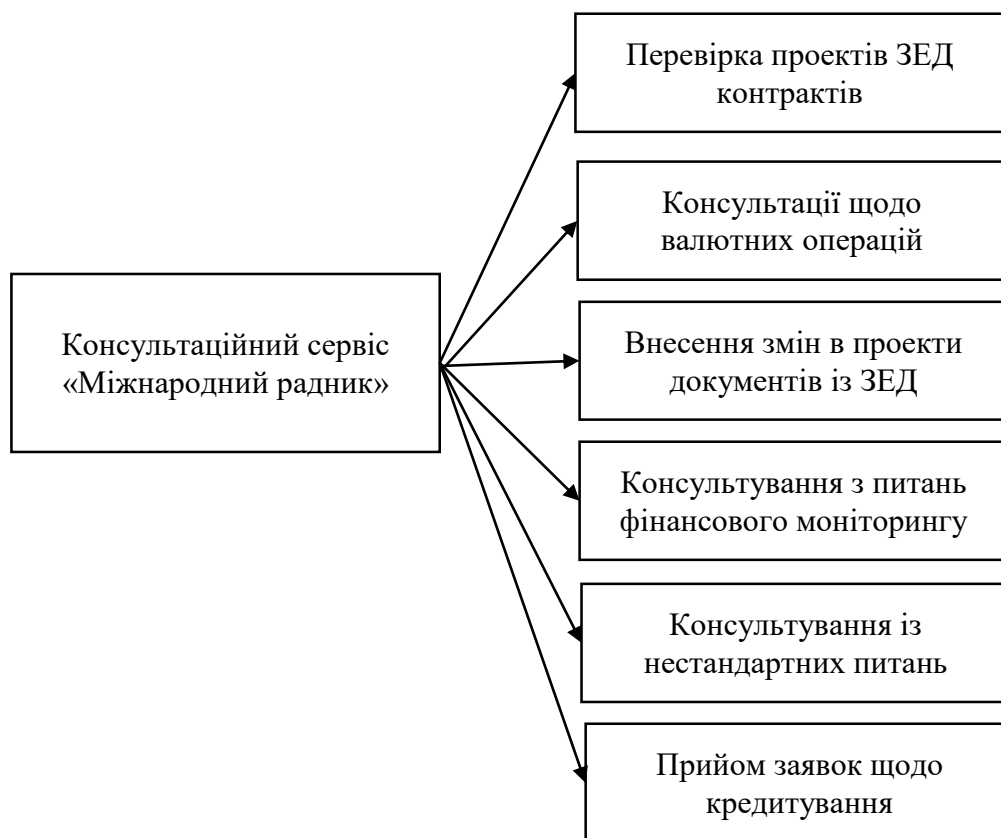 Перевірка проектів ЗЕД
контрактів
Консультації щодо
валютних операцій
Консультаційний сервіс
«Міжнародний радник»
Внесення змін в проекти
документів із ЗЕД
Консультування з питань
фінансового моніторингу
Консультування із
нестандартних питань
Прийом заявок щодо
кредитування